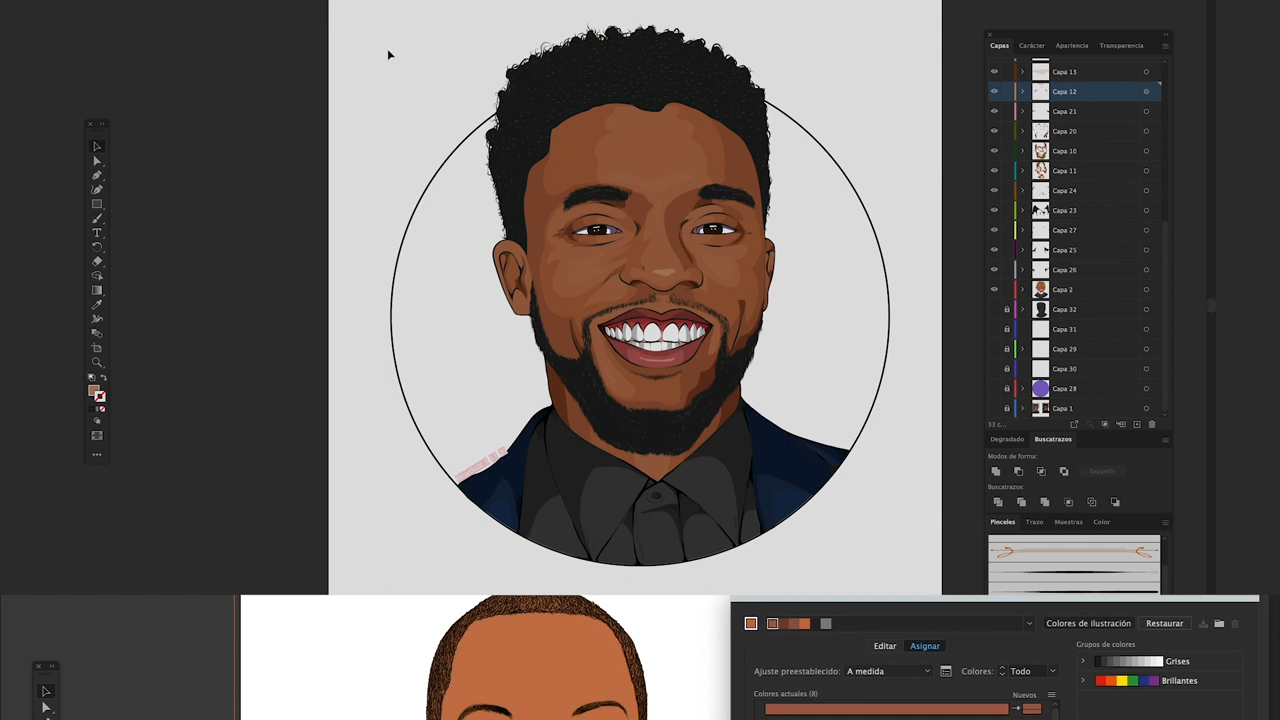 Capas Carácter Apariencia Transparencia
Capa 13
Capa 12
Capa 21
Capa 20
Capa 10
Capa 11
Capa 24
Capa 23
Capa 27
Capa 25
Capa 26
Capa 2
Capa 32
Capa 31
Capa 29
Capa 30
Capa 28
Capa 1
33 c...
Degradado Buscatrazos
Modos de forma:
Expandir
Buscatrazos:
Pinceles Trazo Muestras Color
Colores de ilustración Restaurar
Editar Asignar
Grupos de colores
Grises
Ajuste preestablecido: A medida Colores: Todo
Brillantes
Colores actuales (8) Nuevos